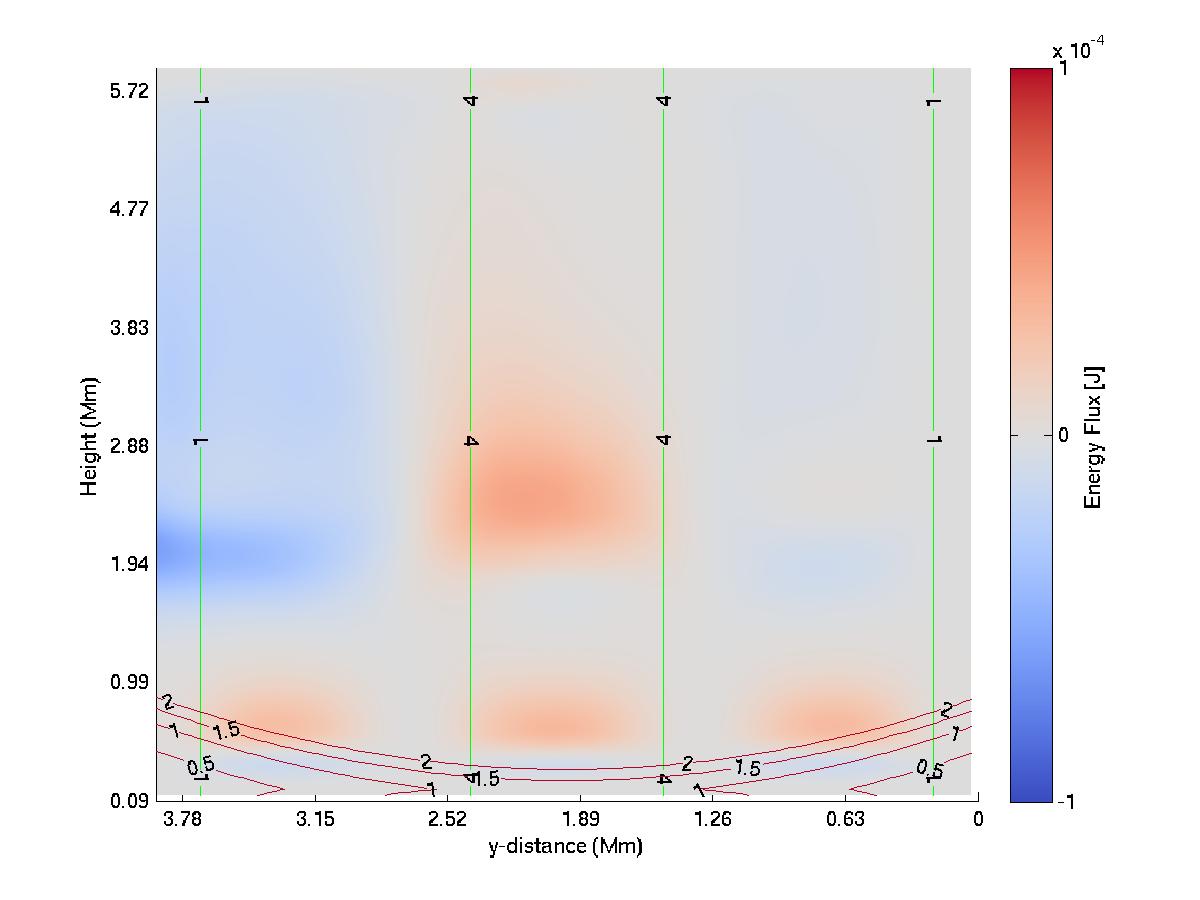 x 10^-4
1
5.72
1 4 4 1
4.77
3.83
Height (Mm)
2.88
1 4 4 1
0
Energy Flux [J]
1.94
0.99
2 2
1 1.5 1
2 2
0.5 1.5 0.5
1 4 1.5 4 1
1 1
0.09
-1
3.78 3.15 2.52 1.89 1.26 0.63 0
y-distance (Mm)